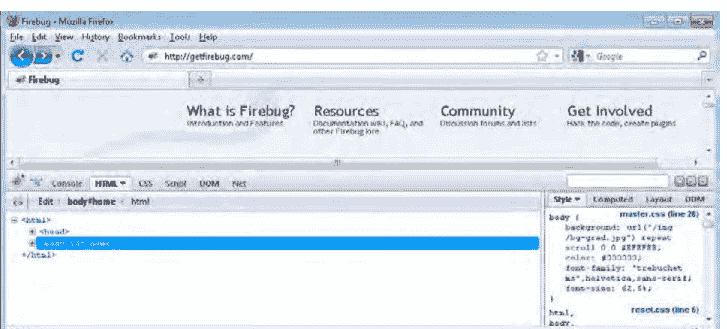 Firebug - Mozilla Firefox
File Edit View History Bookmarks Tools Help
http://getfirebug.com/
Google
Firebug
What is Firebug? Resources Community Get Involved
Introduction and Features Documentation wiki, FAQ, and Discussion forums and lists Hack the code, create plugins
other Firebug lore
Console HTML CSS Script DOM Net
Edit body#home < html Style Computed Layout DOM
<html>
<head>
</html>
body { master.css (line 28)
background: url("/img
/bg-grad.jpg") repeat
scroll 0 0
color: #333333;
font-family: "trebuchet
ms",helvetica,sans-serif;
font-size: 62.5%;
}
html, reset.css (line 6)
body,